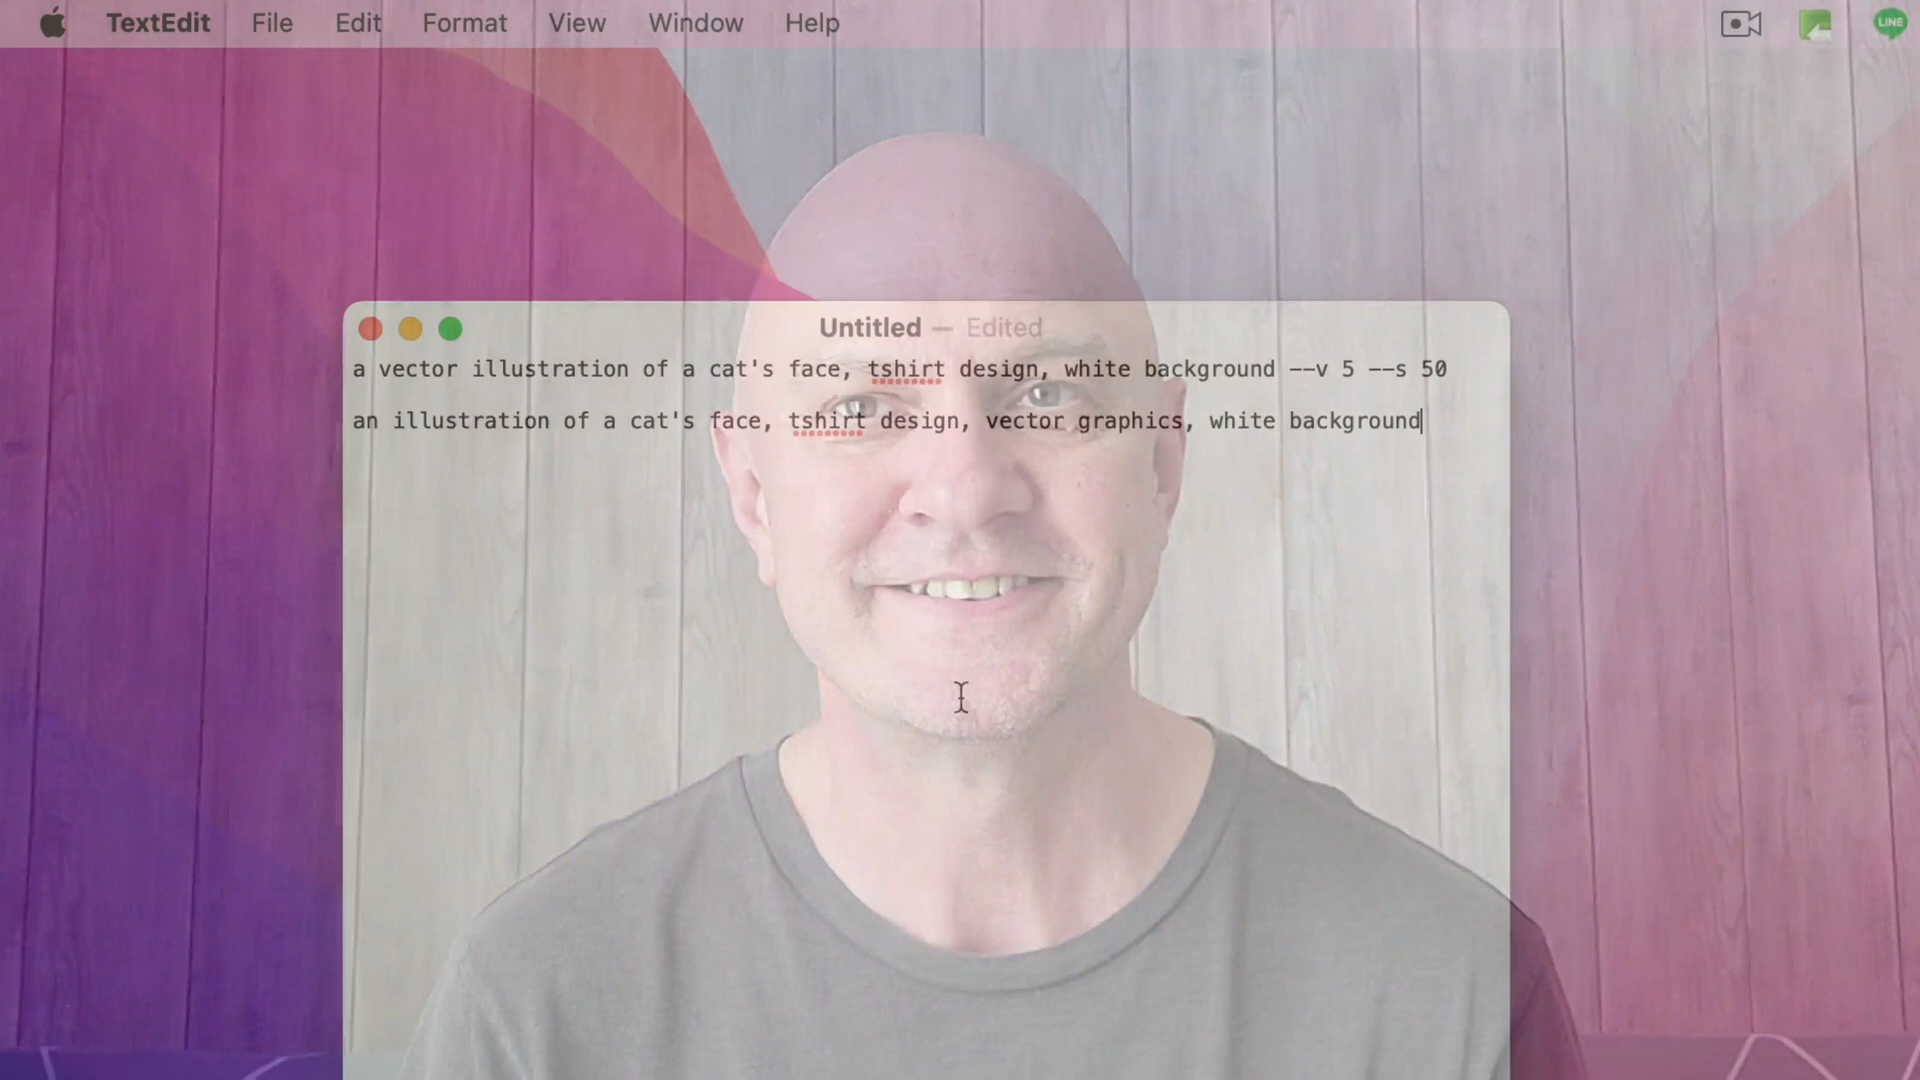 TextEdit File Edit Format View Window Help LINE
Untitled — Edited
a vector illustration of a cat's face, tshirt design, white background --v 5 --s 50
an illustration of a cat's face, tshirt design, vector graphics, white background